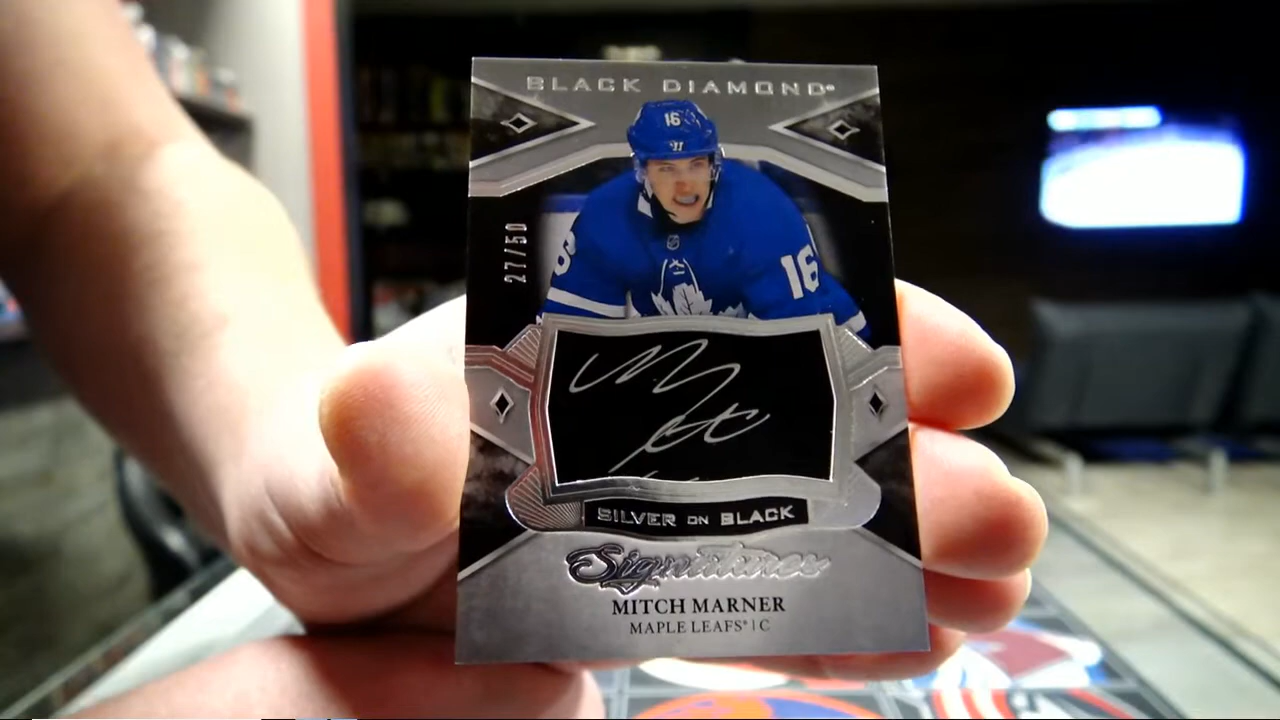 BLACK DIAMOND®
16
27/50
16
SILVER ON BLACK
Signatures
MITCH MARNER
MAPLE LEAFS® | C